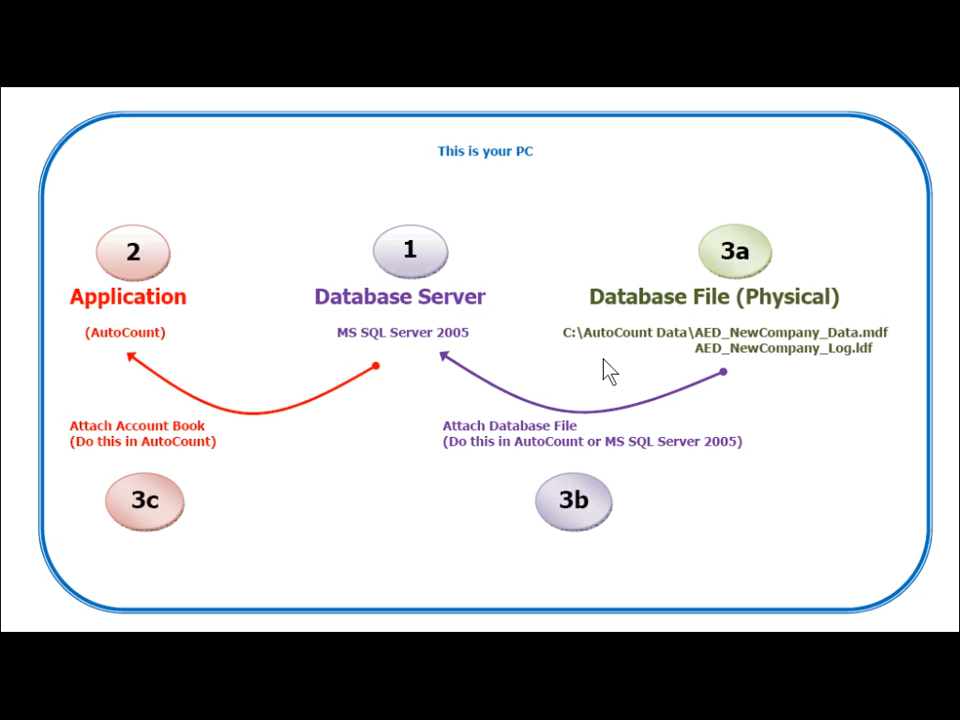 This is your PC
2
1
3a
Application
Database Server
Database File (Physical)
(AutoCount)
MS SQL Server 2005
C:\AutoCount Data\AED_NewCompany_Data.mdf
AED_NewCompany_Log.ldf
Attach Account Book
(Do this in AutoCount)
Attach Database File
(Do this in AutoCount or MS SQL Server 2005)
3c
3b